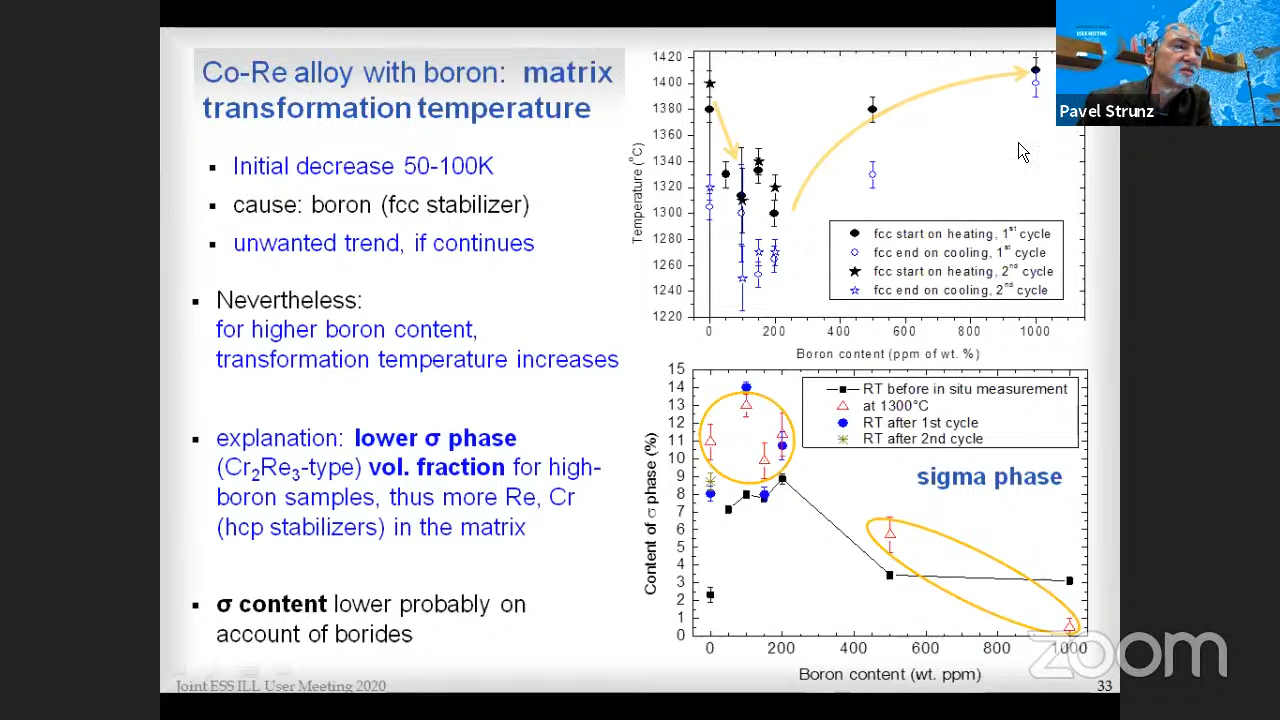 Co-Re alloy with boron: matrix
transformation temperature
Initial decrease 50-100K
cause: boron (fcc stabilizer)
unwanted trend, if continues
Nevertheless:
for higher boron content,
transformation temperature increases
explanation: lower σ phase
(Cr2Re3-type) vol. fraction for high-
boron samples, thus more Re, Cr
(hcp stabilizers) in the matrix
σ content lower probably on
account of borides
Joint ESS ILL User Meeting 2020
1420
1400
1380
1360
1340
1320
1300
1280
1260
1240
1220
Temperature (°C)
fcc start on heating, 1st cycle
fcc end on cooling, 1st cycle
fcc start on heating, 2nd cycle
fcc end on cooling, 2nd cycle
0 200 400 600 800 1000
Boron content (ppm of wt. %)
15
14
13
12
11
10
9
8
7
6
5
4
3
2
1
0
Content of σ phase (%)
RT before in situ measurement
at 1300°C
RT after 1st cycle
RT after 2nd cycle
sigma phase
0 200 400 600 800 1000
Boron content (wt. ppm)
33
USER MEETING
Pavel Strunz
zoom